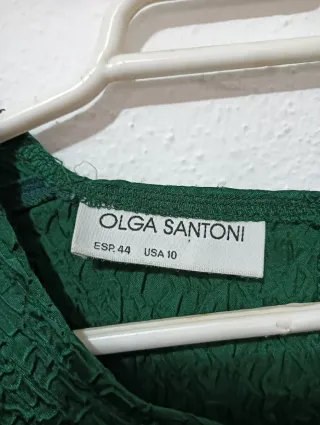 OLGA SANTONI
ESP. 44 USA 10